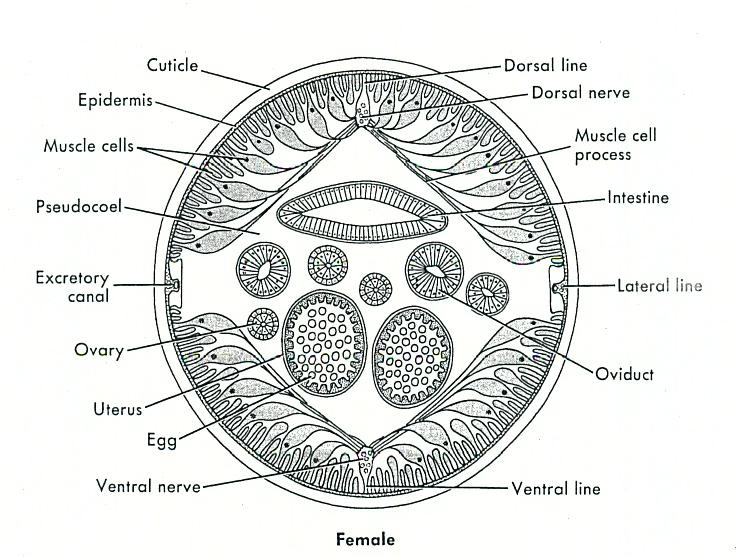 Cuticle
Epidermis
Muscle cells
Pseudocoel
Excretory
canal
Ovary
Uterus
Egg
Ventral nerve
Dorsal line
Dorsal nerve
Muscle cell
process
Intestine
Lateral line
Oviduct
Ventral line
Female